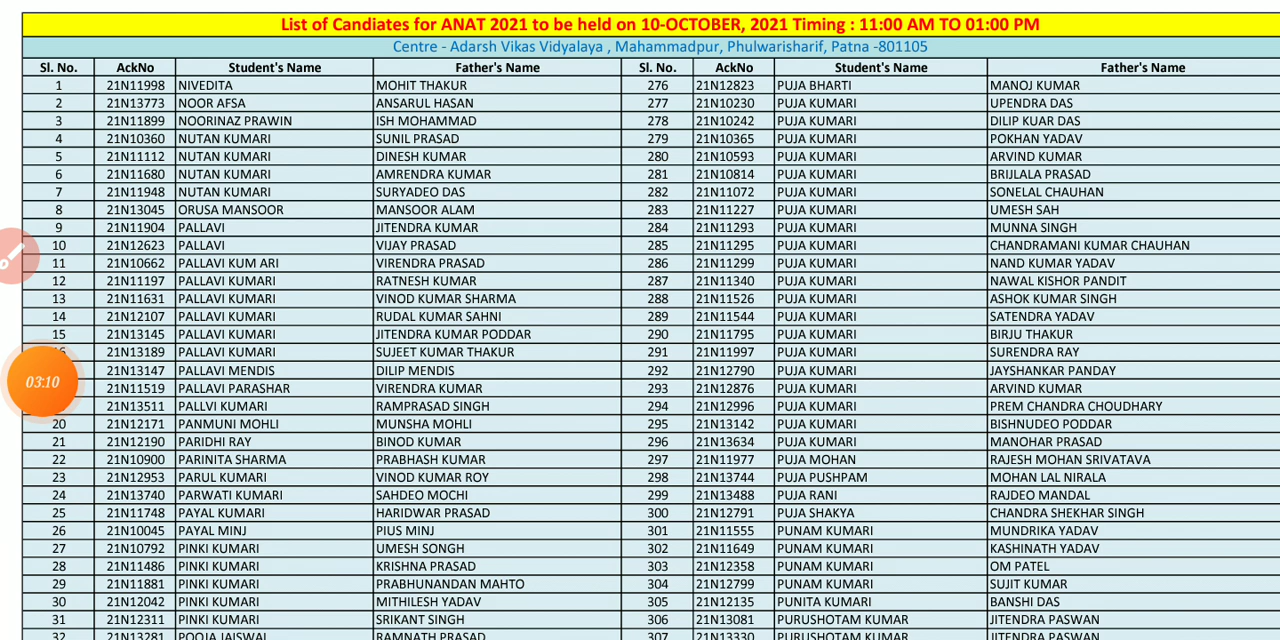 List of Candiates for ANAT 2021 to be held on 10-OCTOBER, 2021 Timing : 11:00 AM TO 01:00 PM
Centre - Adarsh Vikas Vidyalaya , Mahammadpur, Phulwarisharif, Patna -801105
Sl. No. AckNo Student's Name Father's Name Sl. No. AckNo Student's Name Father's Name
1 21N11998 NIVEDITA MOHIT THAKUR 276 21N12823 PUJA BHARTI MANOJ KUMAR
2 21N13773 NOOR AFSA ANSARUL HASAN 277 21N10230 PUJA KUMARI UPENDRA DAS
3 21N11899 NOORINAZ PRAWIN ISH MOHAMMAD 278 21N10242 PUJA KUMARI DILIP KUAR DAS
4 21N10360 NUTAN KUMARI SUNIL PRASAD 279 21N10365 PUJA KUMARI POKHAN YADAV
5 21N11112 NUTAN KUMARI DINESH KUMAR 280 21N10593 PUJA KUMARI ARVIND KUMAR
6 21N11680 NUTAN KUMARI AMRENDRA KUMAR 281 21N10814 PUJA KUMARI BRIJLALA PRASAD
7 21N11948 NUTAN KUMARI SURYADEO DAS 282 21N11072 PUJA KUMARI SONELAL CHAUHAN
8 21N13045 ORUSA MANSOOR MANSOOR ALAM 283 21N11227 PUJA KUMARI UMESH SAH
9 21N11904 PALLAVI JITENDRA KUMAR 284 21N11293 PUJA KUMARI MUNNA SINGH
10 21N12623 PALLAVI VIJAY PRASAD 285 21N11295 PUJA KUMARI CHANDRAMANI KUMAR CHAUHAN
11 21N10662 PALLAVI KUM ARI VIRENDRA PRASAD 286 21N11299 PUJA KUMARI NAND KUMAR YADAV
12 21N11197 PALLAVI KUMARI RATNESH KUMAR 287 21N11340 PUJA KUMARI NAWAL KISHOR PANDIT
13 21N11631 PALLAVI KUMARI VINOD KUMAR SHARMA 288 21N11526 PUJA KUMARI ASHOK KUMAR SINGH
14 21N12107 PALLAVI KUMARI RUDAL KUMAR SAHNI 289 21N11544 PUJA KUMARI SATENDRA YADAV
15 21N13145 PALLAVI KUMARI JITENDRA KUMAR PODDAR 290 21N11795 PUJA KUMARI BIRJU THAKUR
21N13189 PALLAVI KUMARI SUJEET KUMAR THAKUR 291 21N11997 PUJA KUMARI SURENDRA RAY
21N13147 PALLAVI MENDIS DILIP MENDIS 292 21N12790 PUJA KUMARI JAYSHANKAR PANDAY
03:10
21N11519 PALLAVI PARASHAR VIRENDRA KUMAR 293 21N12876 PUJA KUMARI ARVIND KUMAR
21N13511 PALLVI KUMARI RAMPRASAD SINGH 294 21N12996 PUJA KUMARI PREM CHANDRA CHOUDHARY
20 21N12171 PANMUNI MOHLI MUNSHA MOHLI 295 21N13142 PUJA KUMARI BISHNUDEO PODDAR
21 21N12190 PARIDHI RAY BINOD KUMAR 296 21N13634 PUJA KUMARI MANOHAR PRASAD
22 21N10900 PARINITA SHARMA PRABHASH KUMAR 297 21N11977 PUJA MOHAN RAJESH MOHAN SRIVATAVA
23 21N12953 PARUL KUMARI VINOD KUMAR ROY 298 21N13744 PUJA PUSHPAM MOHAN LAL NIRALA
24 21N13740 PARWATI KUMARI SAHDEO MOCHI 299 21N13488 PUJA RANI RAJDEO MANDAL
25 21N11748 PAYAL KUMARI HARIDWAR PRASAD 300 21N12791 PUJA SHAKYA CHANDRA SHEKHAR SINGH
26 21N10045 PAYAL MINJ PIUS MINJ 301 21N11555 PUNAM KUMARI MUNDRIKA YADAV
27 21N10792 PINKI KUMARI UMESH SONGH 302 21N11649 PUNAM KUMARI KASHINATH YADAV
28 21N11486 PINKI KUMARI KRISHNA PRASAD 303 21N12358 PUNAM KUMARI OM PATEL
29 21N11881 PINKI KUMARI PRABHUNANDAN MAHTO 304 21N12799 PUNAM KUMARI SUJIT KUMAR
30 21N12042 PINKI KUMARI MITHILESH YADAV 305 21N12135 PUNITA KUMARI BANSHI DAS
31 21N12311 PINKI KUMARI SRIKANT SINGH 306 21N13081 PURUSHOTAM KUMAR JITENDRA PASWAN
32 21N13281 POOJA JAISWAL RAMNATH PRASAD 307 21N13330 PURUSHOTAM KUMAR JITENDRA PASWAN